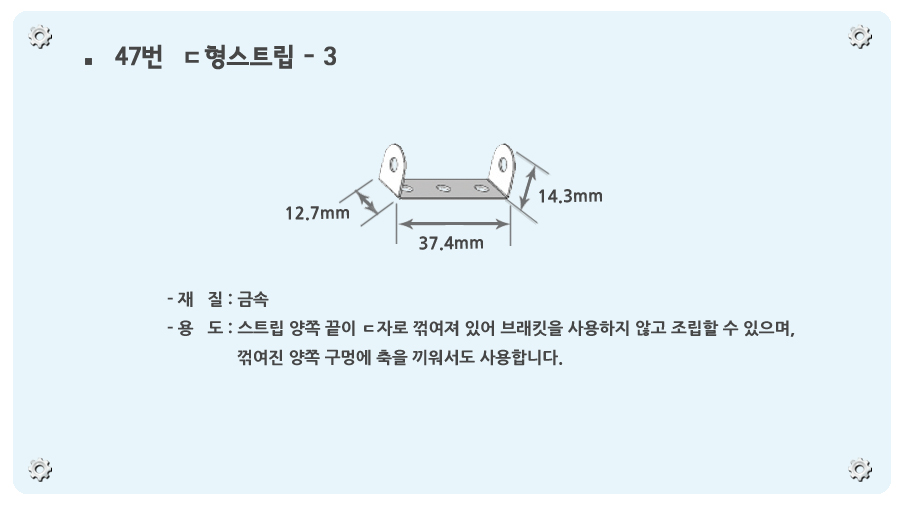 ▪ 47번 ㄷ형스트립 - 3
14.3mm
12.7mm
37.4mm
- 재 질 : 금속
- 용 도 : 스트립 양쪽 끝이 ㄷ자로 꺾여져 있어 브래킷을 사용하지 않고 조립할 수 있으며,
꺾여진 양쪽 구멍에 축을 끼워서도 사용합니다.